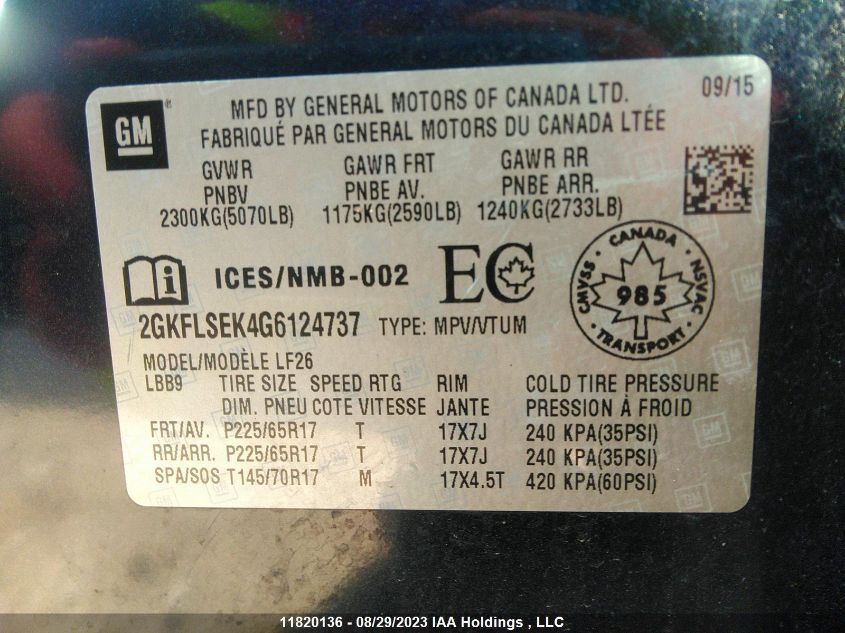 GM
®
MFD BY GENERAL MOTORS OF CANADA LTD. 09/15
FABRIQUÉ PAR GENERAL MOTORS DU CANADA LTÉE
GVWR GAWR FRT GAWR RR
PNBV PNBE AV. PNBE ARR.
2300KG(5070LB) 1175KG(2590LB) 1240KG(2733LB)
i ICES/NMB-002 EC
CANADA
CMVSS 985 NSVAC
TRANSPORT
2GKFLSEK4G6124737 TYPE: MPV/VTUM
MODEL/MODÈLE LF26
LBB9 TIRE SIZE SPEED RTG RIM COLD TIRE PRESSURE
DIM. PNEU COTE VITESSE JANTE PRESSION À FROID
FRT/AV. P225/65R17 T 17X7J 240 KPA(35PSI)
RR/ARR. P225/65R17 T 17X7J 240 KPA(35PSI)
SPA/SOS T145/70R17 M 17X4.5T 420 KPA(60PSI)
11820136 - 08/29/2023 IAA Holdings , LLC